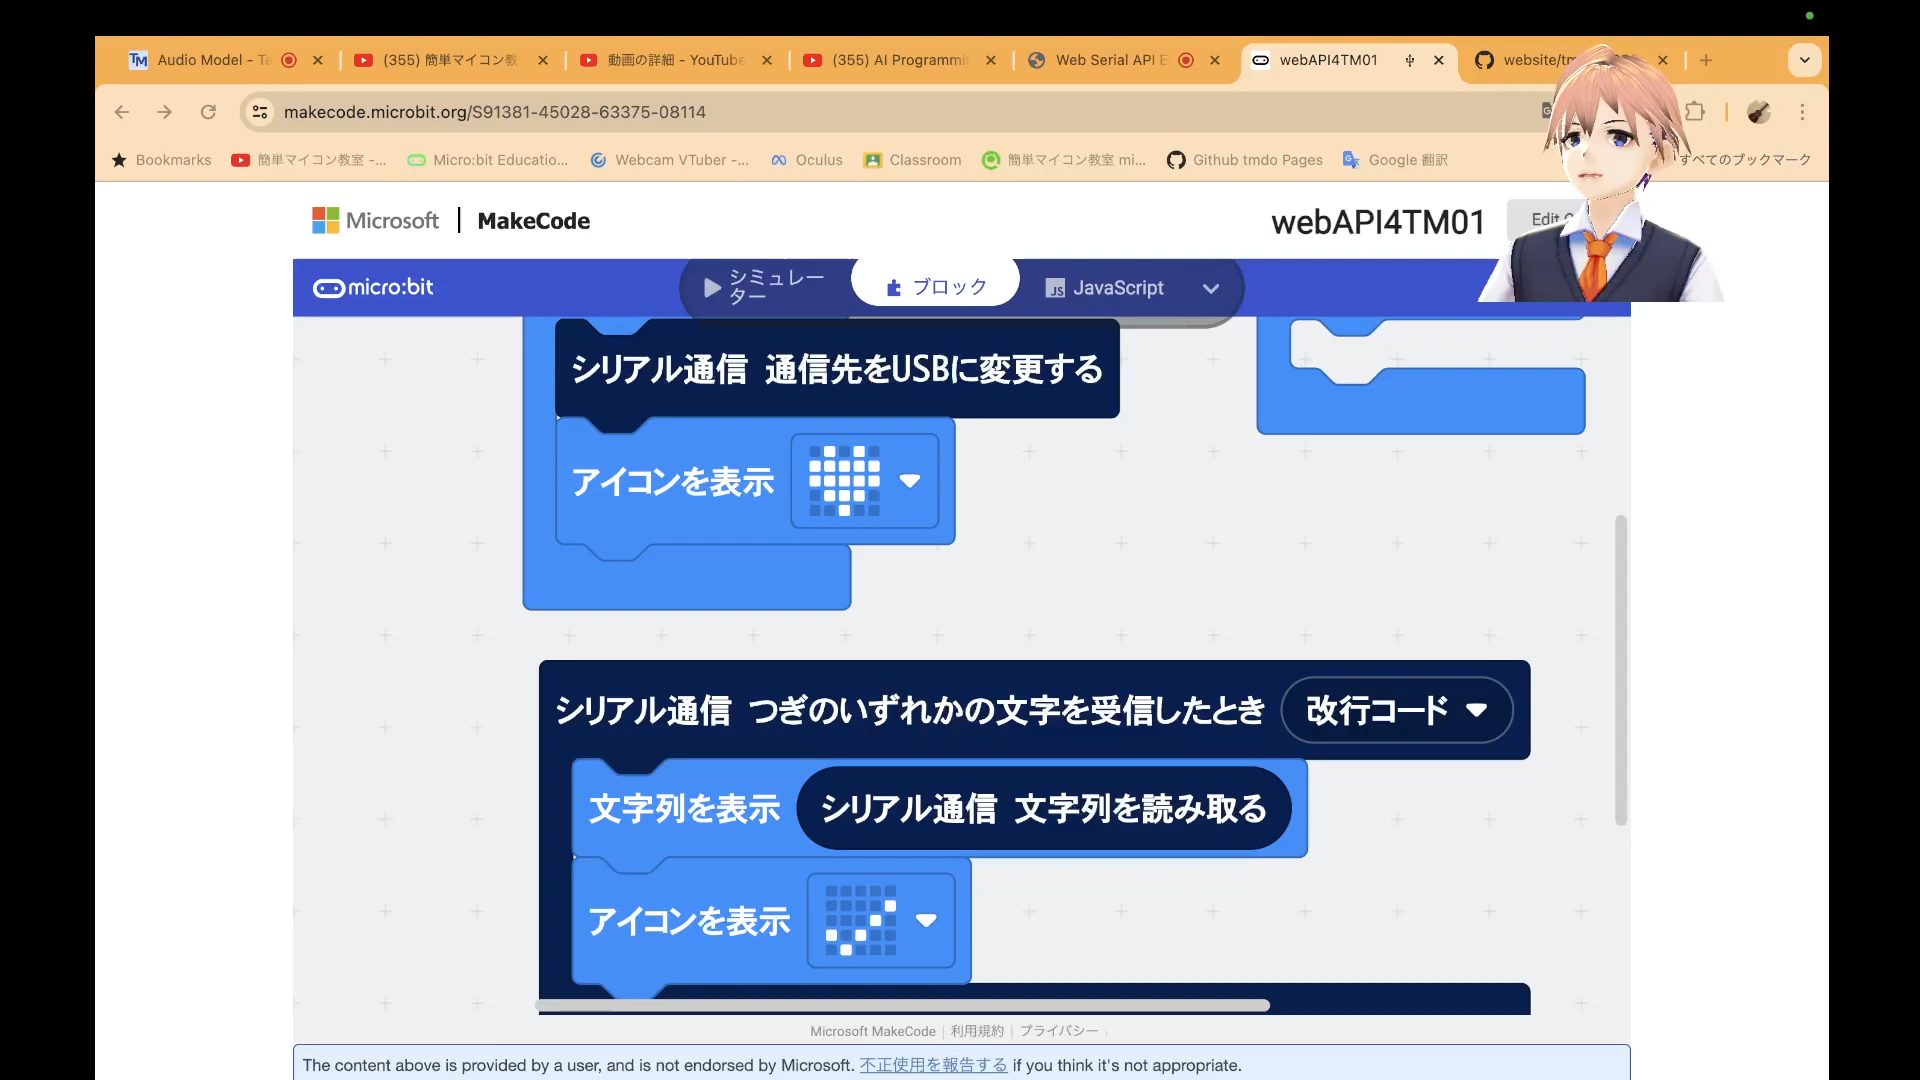 Audio Model - Te
(355) 簡単マイコン教
動画の詳細 - YouTube
(355) AI Programmi
Web Serial API E
webAPI4TM01
website/tm
makecode.microbit.org/S91381-45028-63375-08114
Bookmarks
簡単マイコン教室 -...
Micro:bit Educatio...
Webcam VTuber -...
Oculus
Classroom
簡単マイコン教室 mi...
Github tmdo Pages
Google 翻訳
すべてのブックマーク
Microsoft | MakeCode
webAPI4TM01
Edit
micro:bit
シミュレーター
ブロック
JS JavaScript
シリアル通信 通信先をUSBに変更する
アイコンを表示
シリアル通信 つぎのいずれかの文字を受信したとき 改行コード
文字列を表示 シリアル通信 文字列を読み取る
アイコンを表示
Microsoft MakeCode | 利用規約 | プライバシー
The content above is provided by a user, and is not endorsed by Microsoft. 不正使用を報告する if you think it's not appropriate.